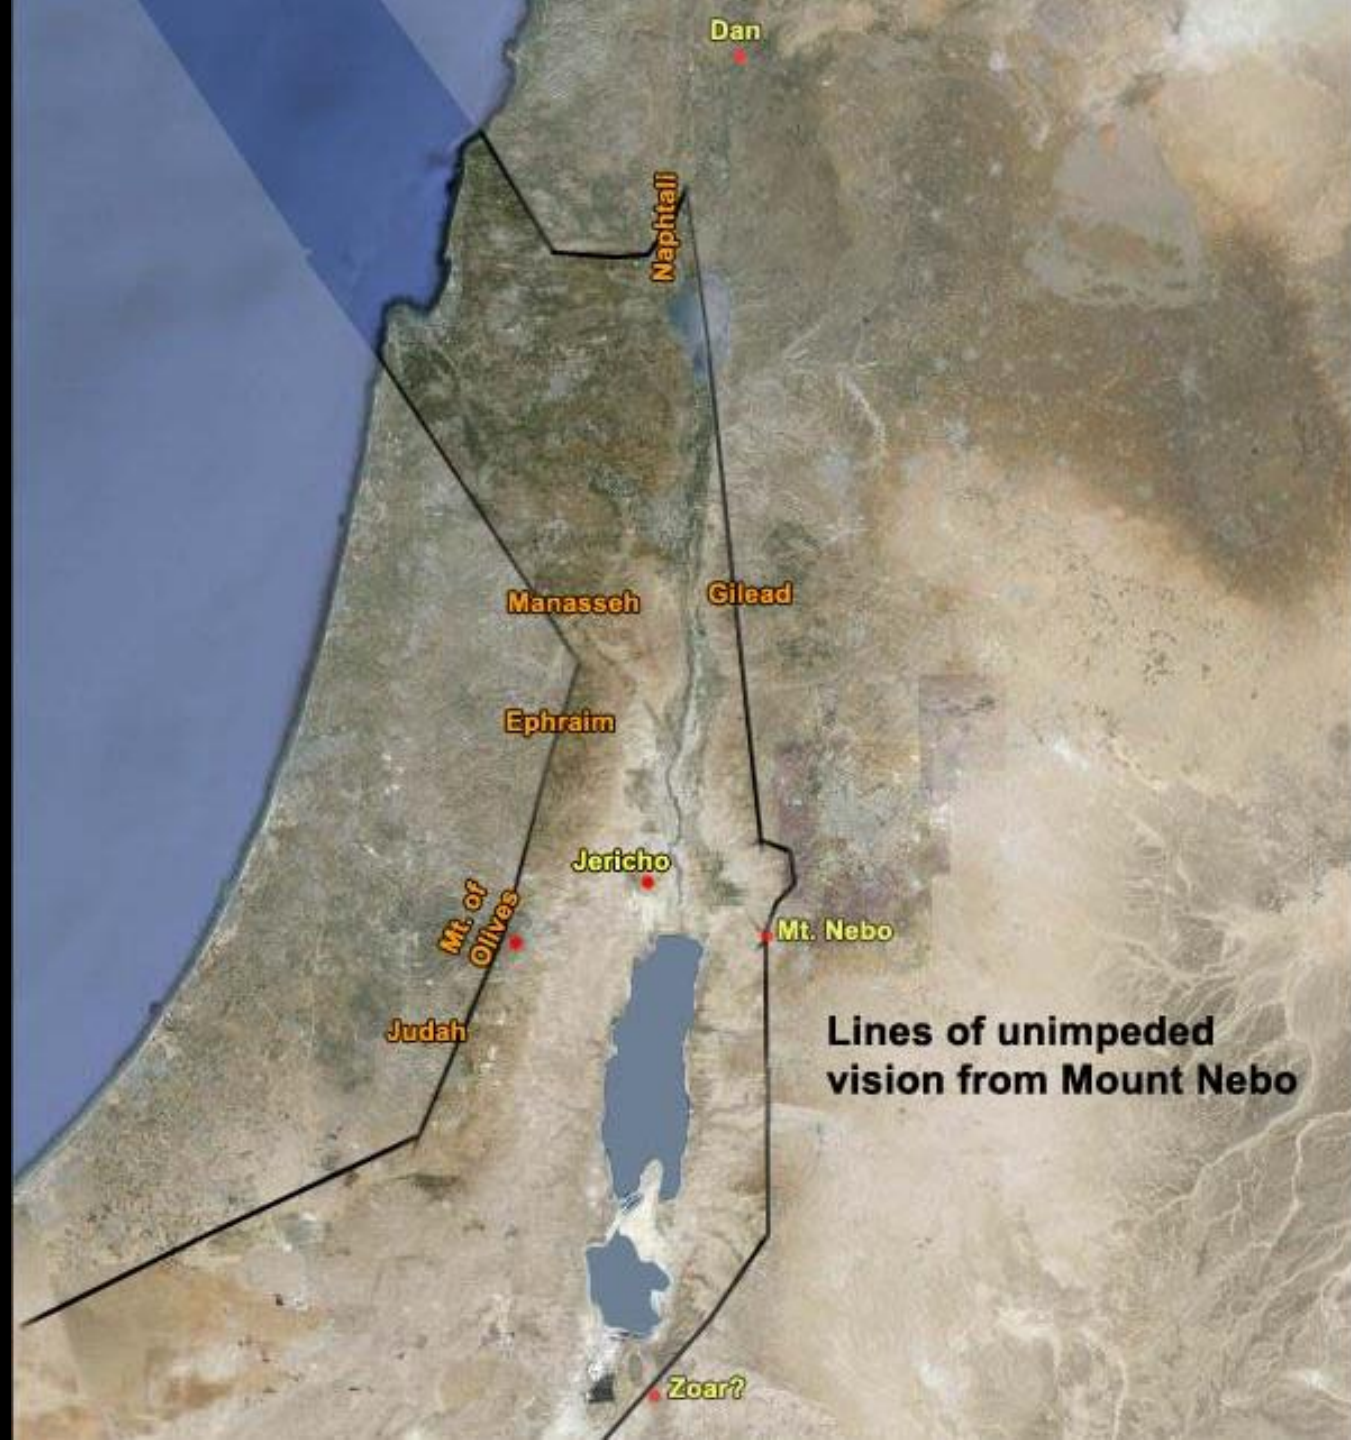 Dan
Naphtali
Manasseh
Gilead
Ephraim
Jericho
Mt. of
Olives
Mt. Nebo
Judah
Lines of unimpeded
vision from Mount Nebo
Zoar?